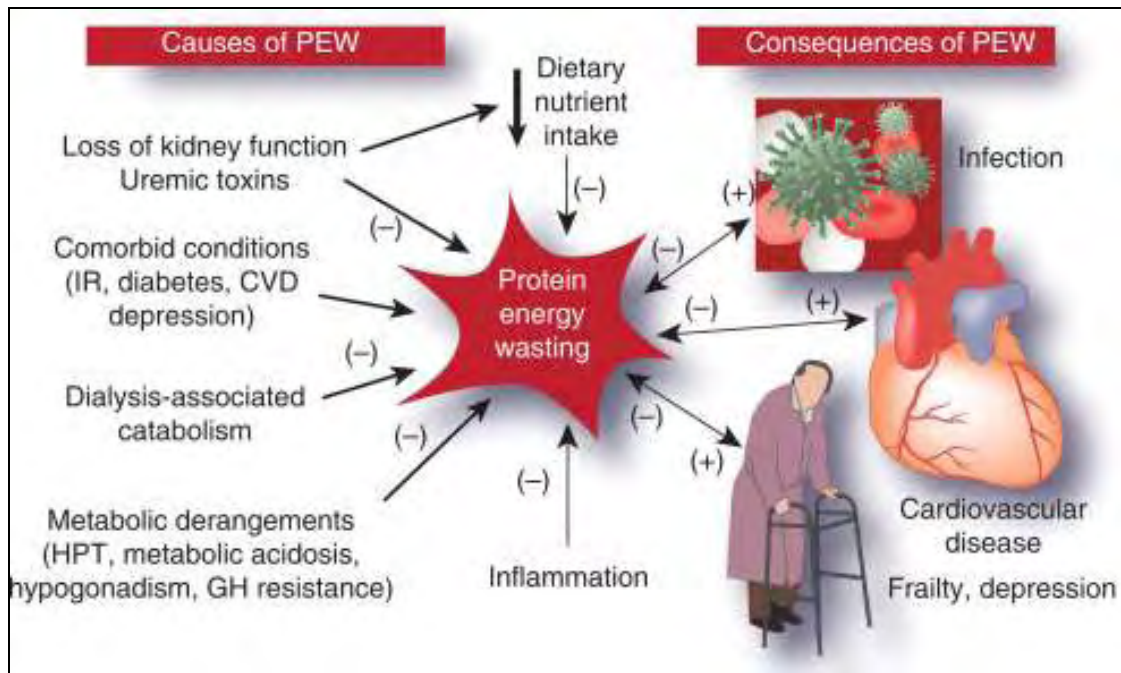 Causes of PEW
Consequences of PEW
Dietary
nutrient
intake
Loss of kidney function
Uremic toxins
(–)
(–)
Comorbid conditions
(IR, diabetes, CVD
depression)
(–)
Dialysis-associated
catabolism
(–)
Metabolic derangements
(HPT, metabolic acidosis,
hypogonadism, GH resistance)
(–)
Inflammation
Protein
energy
wasting
(–)
(+)
Infection
(–)
(+)
(–)
(+)
Cardiovascular
disease
Frailty, depression